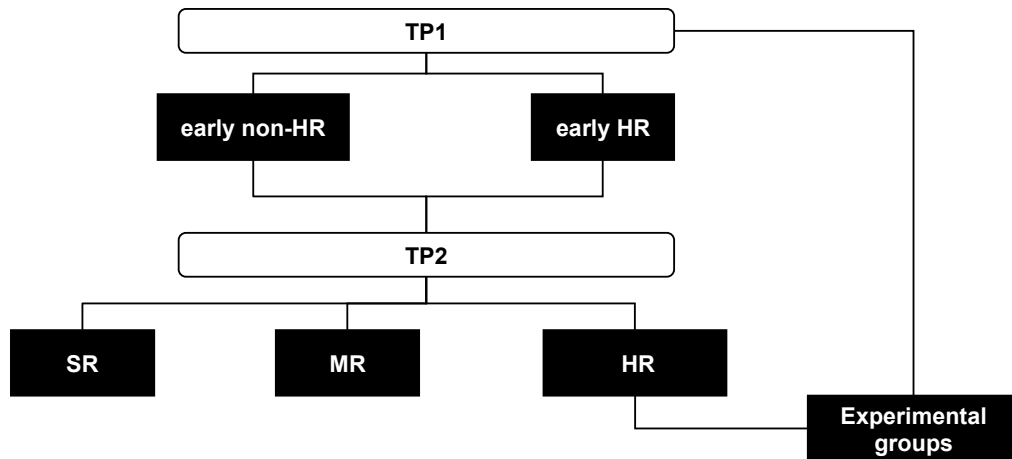 TP1
early non-HR
early HR
TP2
SR
MR
HR
Experimental
groups